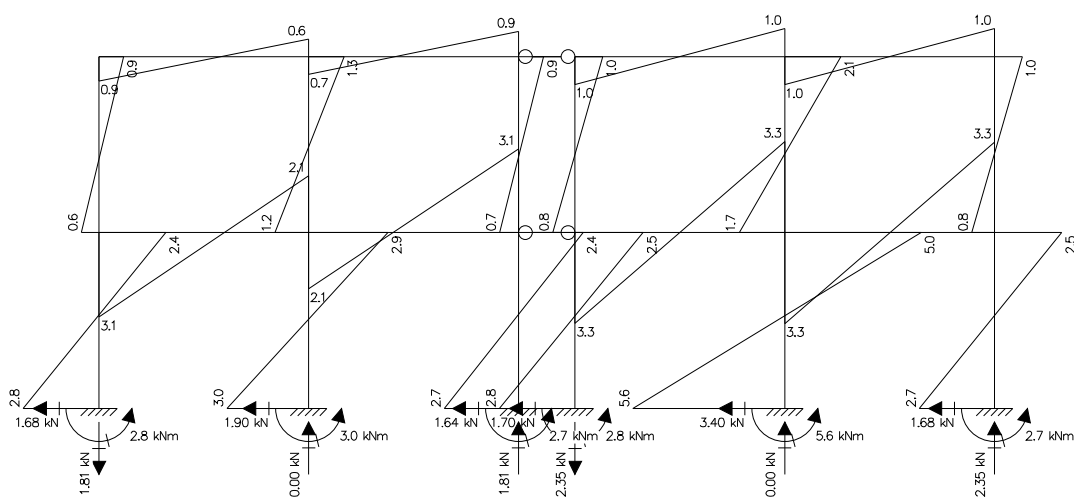 0.6
0.9
1.0
1.0
0.9
0.9
0.7
1.3
0.9
1.0
1.0
1.0
2.1
1.0
2.1
3.1
3.3
3.3
0.6
1.2
0.7
0.8
1.7
0.8
2.4
2.9
2.4
2.5
5.0
2.5
2.1
3.1
3.3
3.3
2.8
3.0
2.7
2.8
5.6
2.7
1.68 kN
1.90 kN
1.64 kN
1.70 kN
3.40 kN
1.68 kN
2.8 kNm
3.0 kNm
2.7 kNm
2.8 kNm
5.6 kNm
2.7 kNm
1.81 kN
0.00 kN
1.81 kN
2.35 kN
0.00 kN
2.35 kN